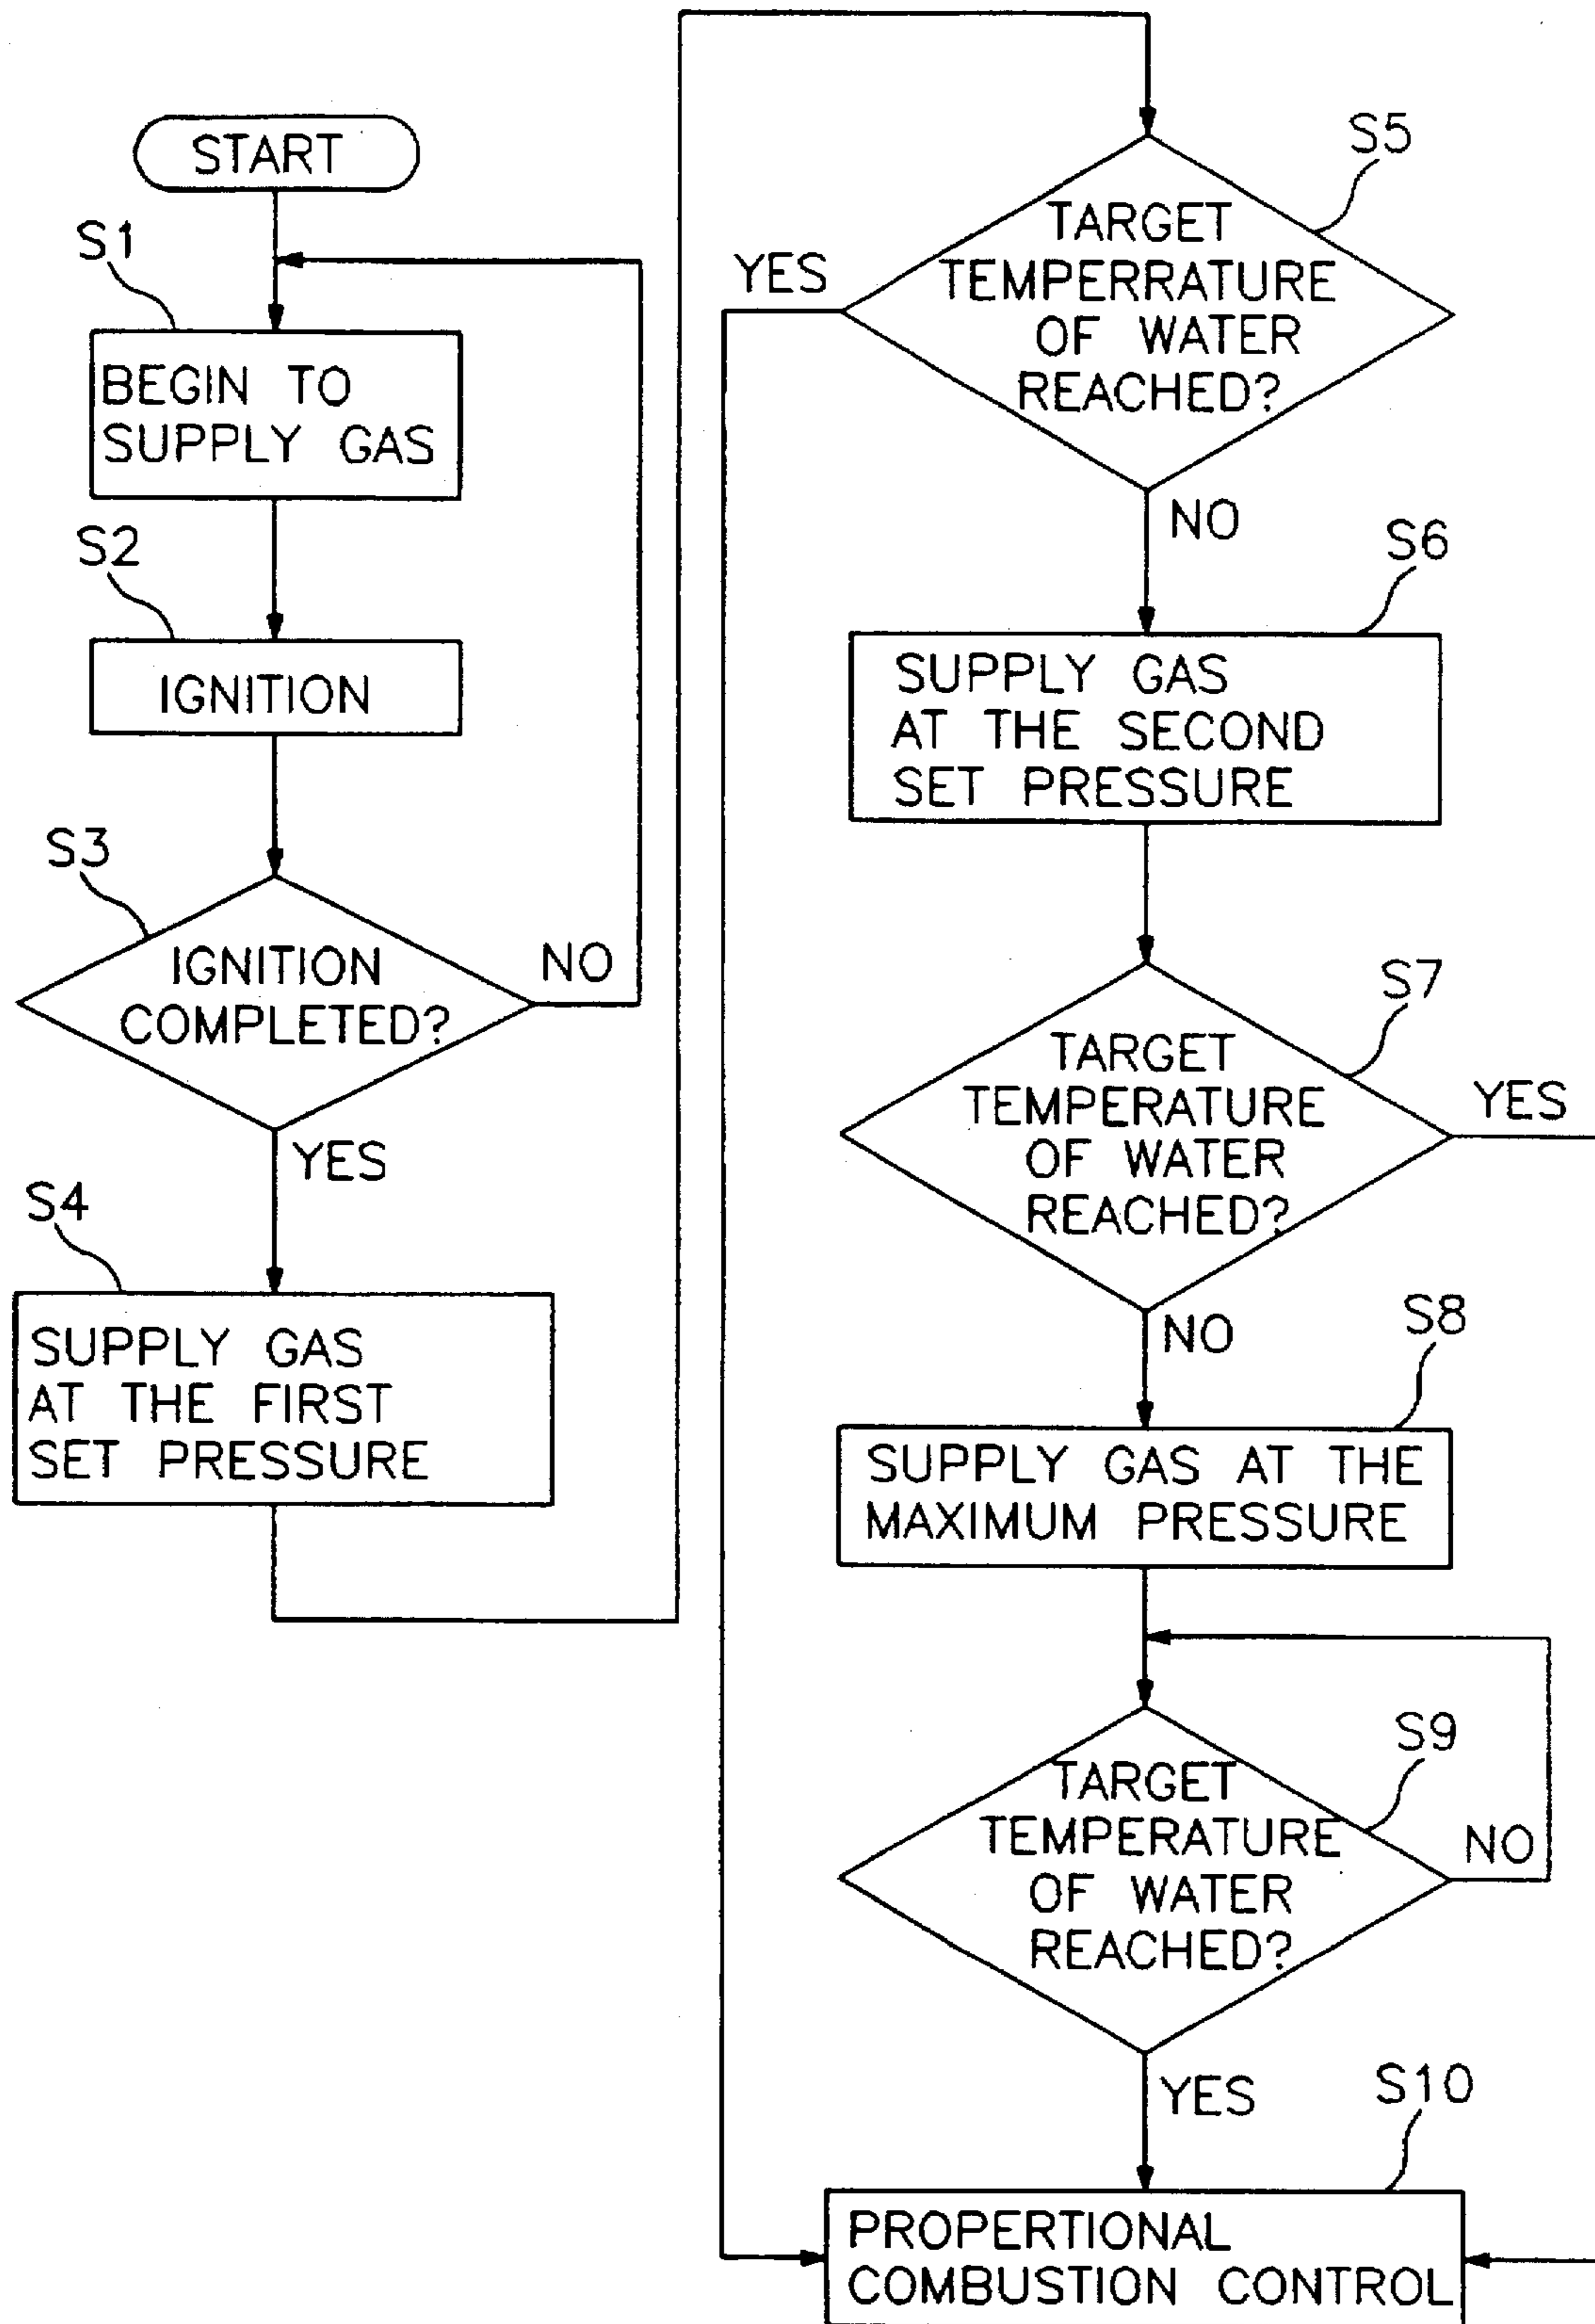 START
S1
BEGIN TO
SUPPLY GAS
S2
IGNITION
S3
IGNITION
COMPLETED?
NO
YES
S4
SUPPLY GAS
AT THE FIRST
SET PRESSURE
S5
TARGET
TEMPERRATURE
OF WATER
REACHED?
YES
NO
S6
SUPPLY GAS
AT THE SECOND
SET PRESSURE
S7
TARGET
TEMPERATURE
OF WATER
REACHED?
YES
NO
S8
SUPPLY GAS AT THE
MAXIMUM PRESSURE
S9
TARGET
TEMPERATURE
OF WATER
REACHED?
NO
YES
S10
PROPERTIONAL
COMBUSTION CONTROL